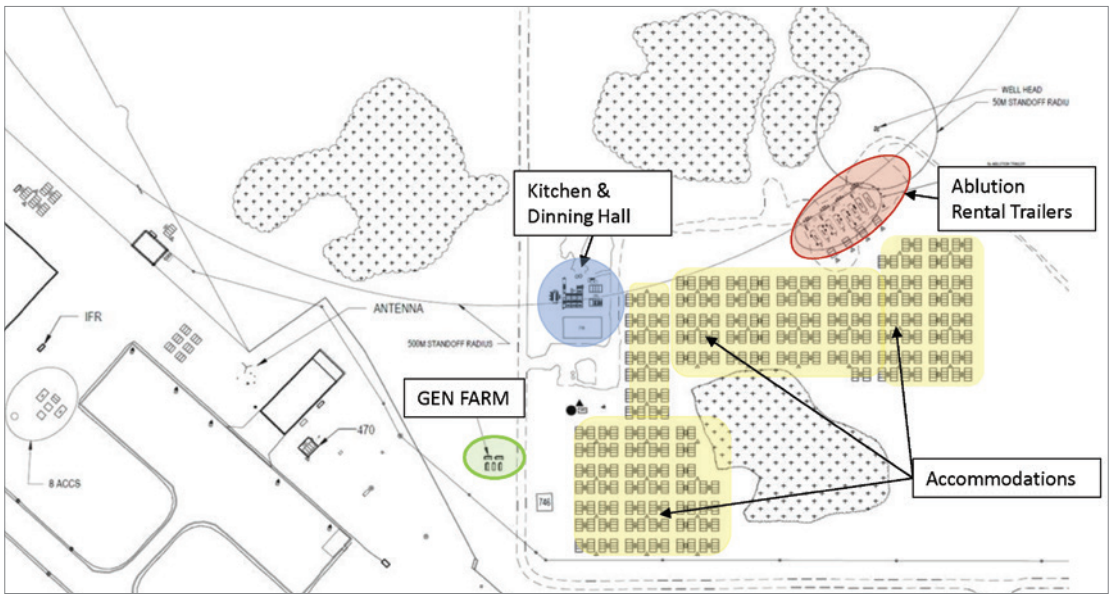 WELL HEAD
50M STANDOFF RADIU
Kitchen &
Dinning Hall
Ablution
Rental Trailers
IFR
ANTENNA
500M STANDOFF RADIUS
GEN FARM
470
8 ACCS
746
Accommodations